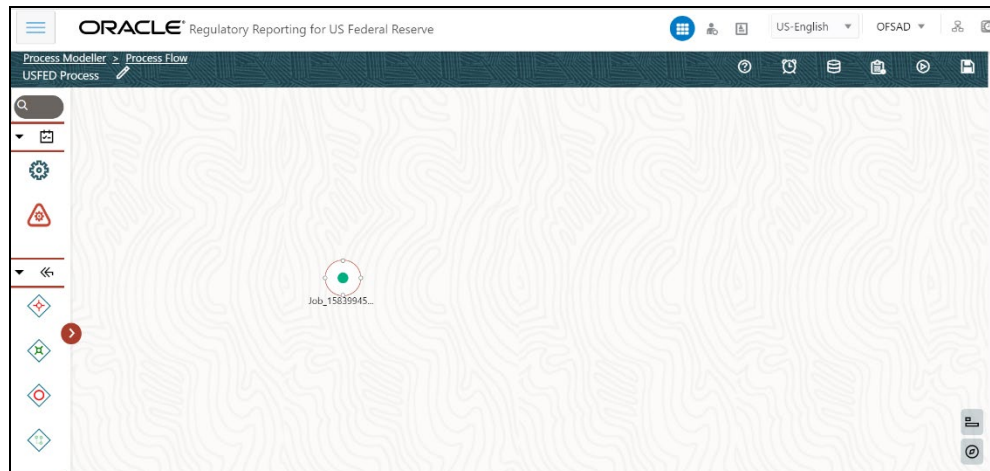 ORACLE® Regulatory Reporting for US Federal Reserve
US-English
OFSAD
Process Modeller > Process Flow
USFED Process
Job_15839945...